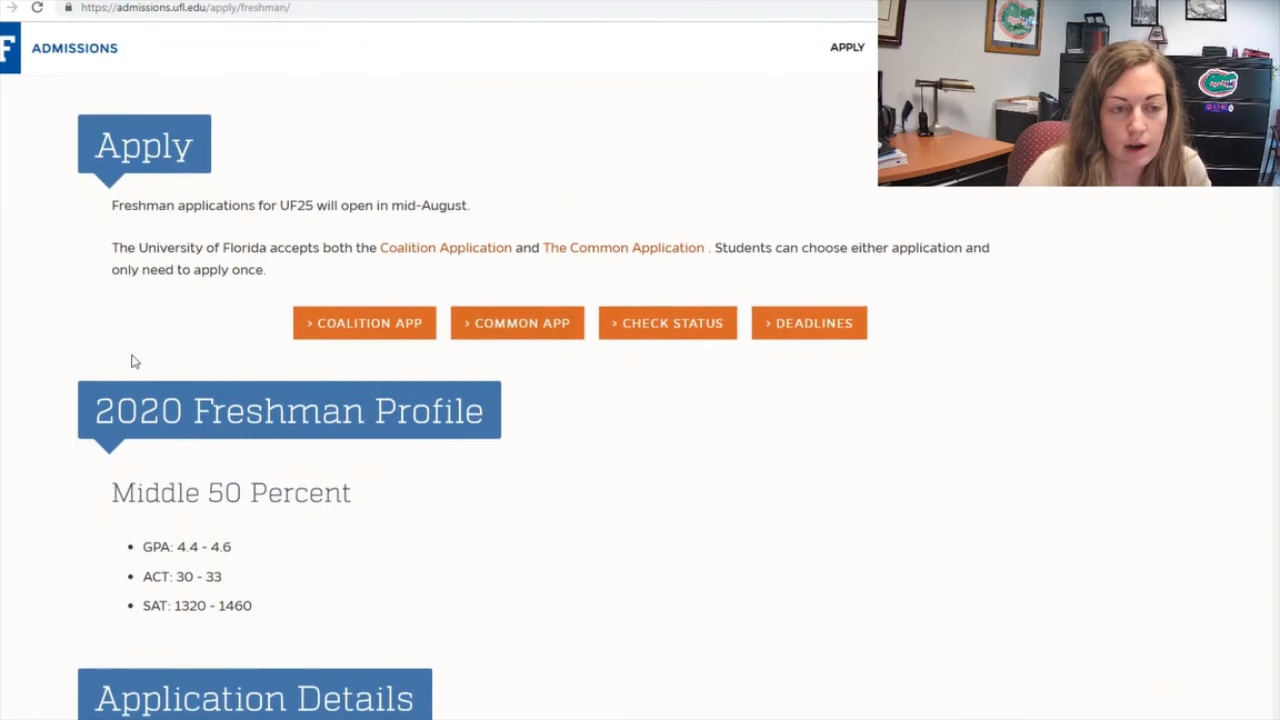 https://admissions.ufl.edu/apply/freshman/
F ADMISSIONS
APPLY
Apply
Freshman applications for UF25 will open in mid-August.
The University of Florida accepts both the Coalition Application and The Common Application . Students can choose either application and
only need to apply once.
> COALITION APP
> COMMON APP
> CHECK STATUS
> DEADLINES
2020 Freshman Profile
Middle 50 Percent
• GPA: 4.4 - 4.6
• ACT: 30 - 33
• SAT: 1320 - 1460
Application Details